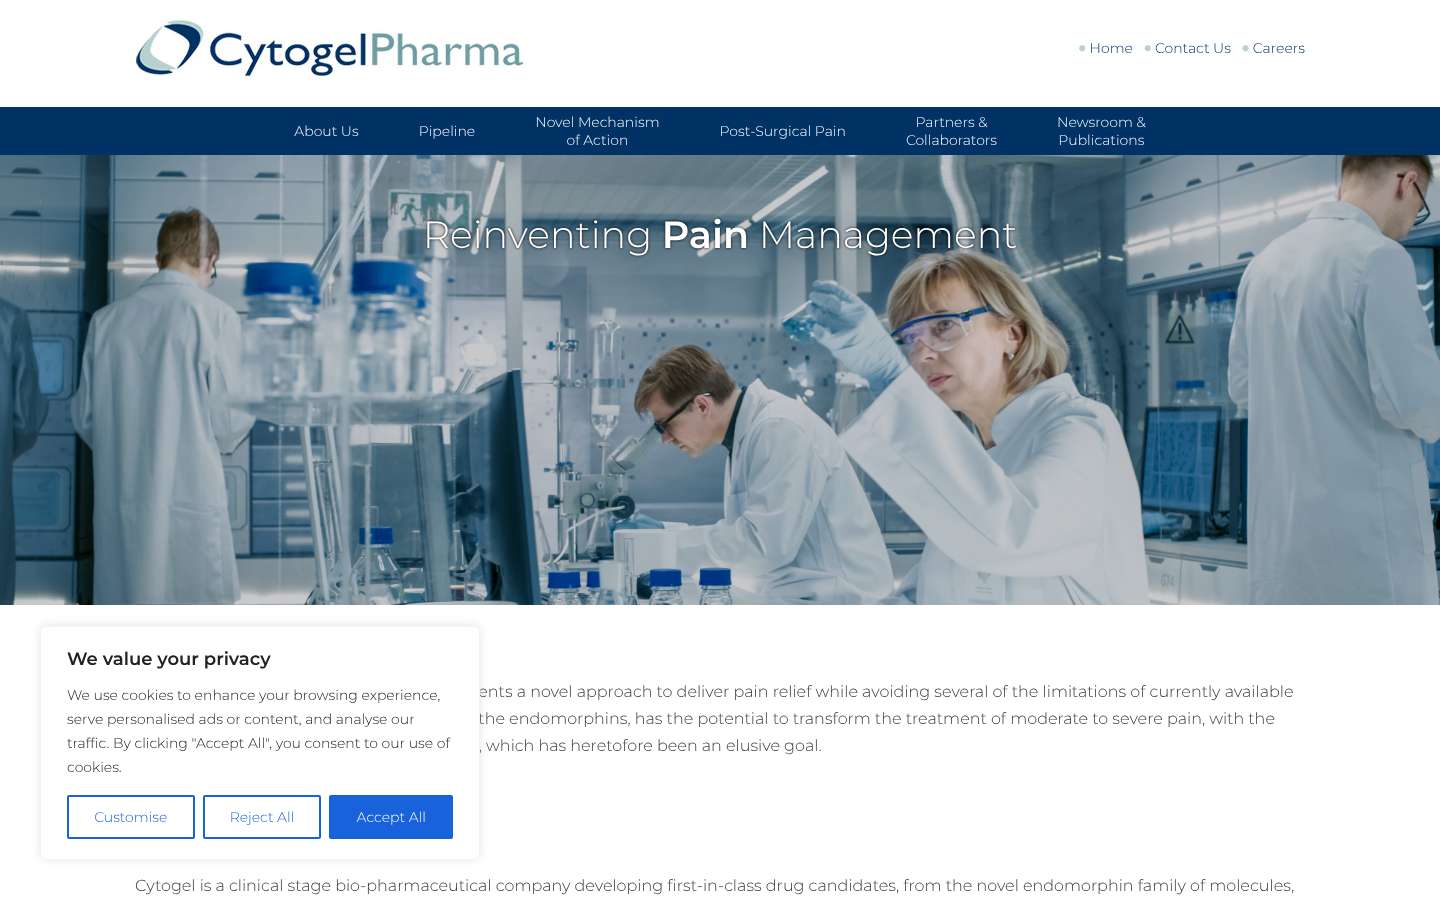 CytogelPharma
Home
Contact Us
Careers
About Us
Pipeline
Novel Mechanism
of Action
Post-Surgical Pain
Partners &
Collaborators
Newsroom &
Publications
Reinventing Pain Management
ents a novel approach to deliver pain relief while avoiding several of the limitations of currently available
the endomorphins, has the potential to transform the treatment of moderate to severe pain, with the
, which has heretofore been an elusive goal.
We value your privacy
We use cookies to enhance your browsing experience,
serve personalised ads or content, and analyse our
traffic. By clicking "Accept All", you consent to our use of
cookies.
Customise
Reject All
Accept All
Cytogel is a clinical stage bio-pharmaceutical company developing first-in-class drug candidates, from the novel endomorphin family of molecules,